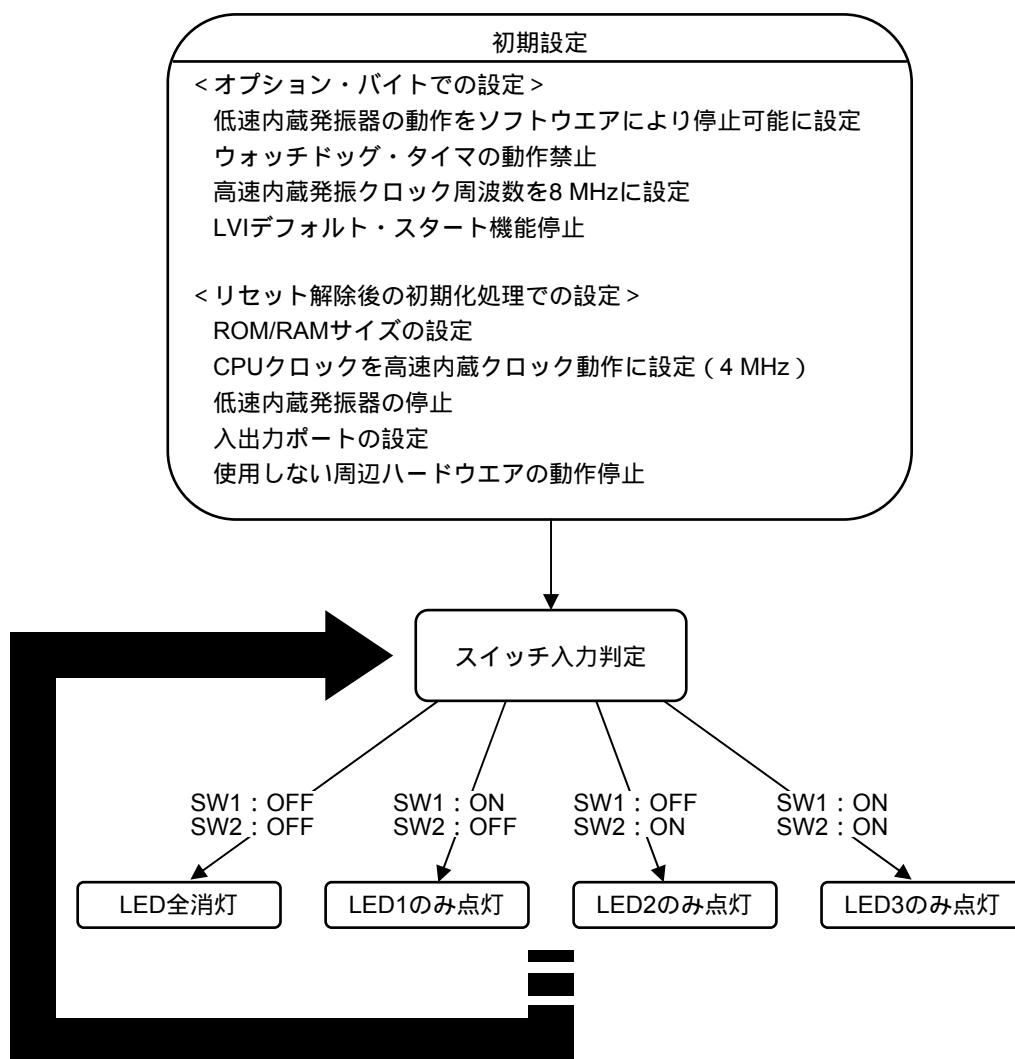 初期設定
＜オプション・バイトでの設定＞
低速内蔵発振器の動作をソフトウエアにより停止可能に設定
ウォッチドッグ・タイマの動作禁止
高速内蔵発振クロック周波数を8 MHzに設定
LVIデフォルト・スタート機能停止
＜リセット解除後の初期化処理での設定＞
ROM/RAMサイズの設定
CPUクロックを高速内蔵クロック動作に設定（4 MHz）
低速内蔵発振器の停止
入出力ポートの設定
使用しない周辺ハードウエアの動作停止
スイッチ入力判定
SW1：OFF
SW2：OFF
SW1：ON
SW2：OFF
SW1：OFF
SW2：ON
SW1：ON
SW2：ON
LED全消灯
LED1のみ点灯
LED2のみ点灯
LED3のみ点灯